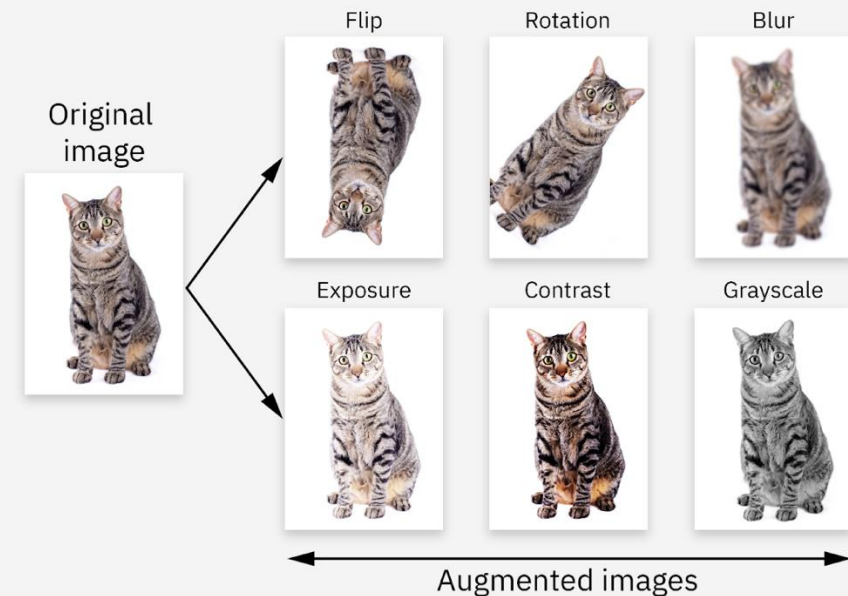 Original
image
Flip
Rotation
Blur
Exposure
Contrast
Grayscale
Augmented images